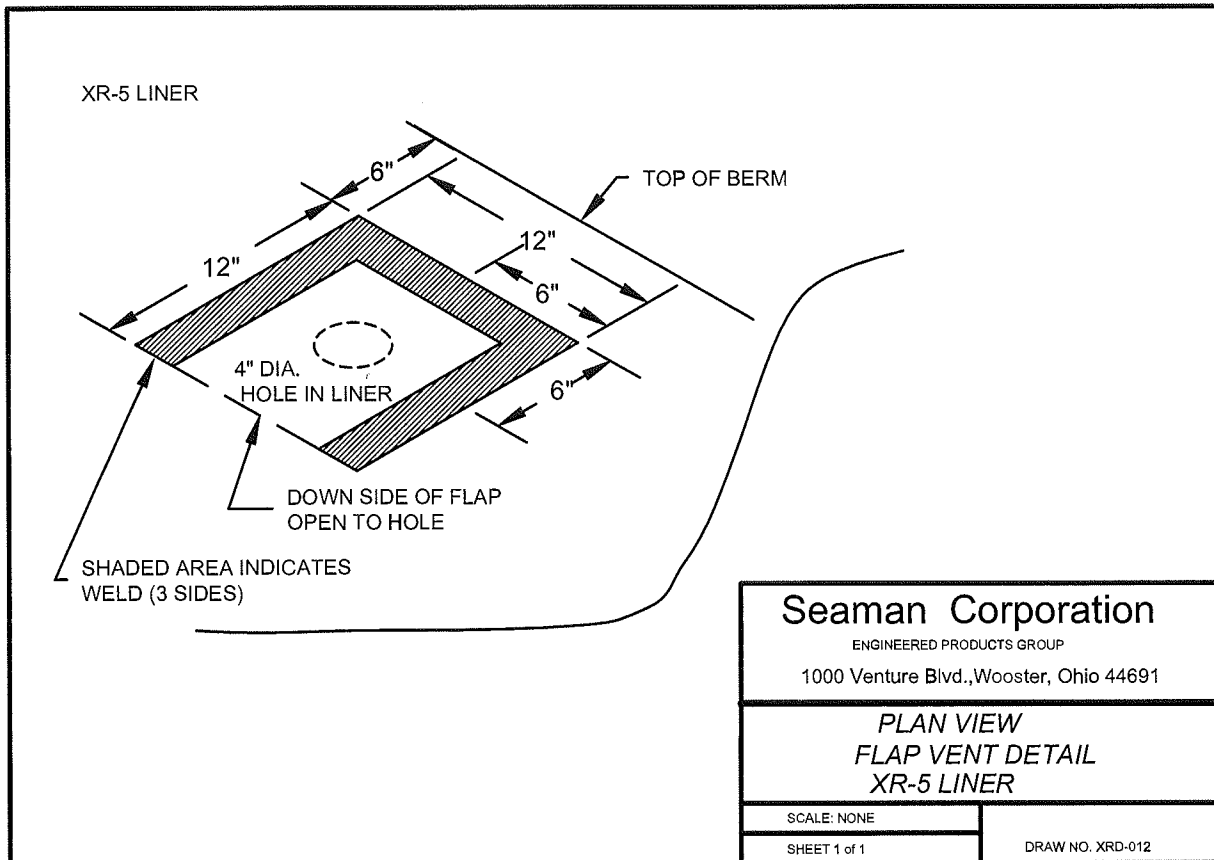 XR-5 LINER
6"
TOP OF BERM
12"
12"
6"
4" DIA.
HOLE IN LINER
6"
DOWN SIDE OF FLAP
OPEN TO HOLE
SHADED AREA INDICATES
WELD (3 SIDES)
Seaman Corporation
ENGINEERED PRODUCTS GROUP
1000 Venture Blvd.,Wooster, Ohio 44691
PLAN VIEW
FLAP VENT DETAIL
XR-5 LINER
SCALE: NONE
SHEET 1 of 1
DRAW NO. XRD-012